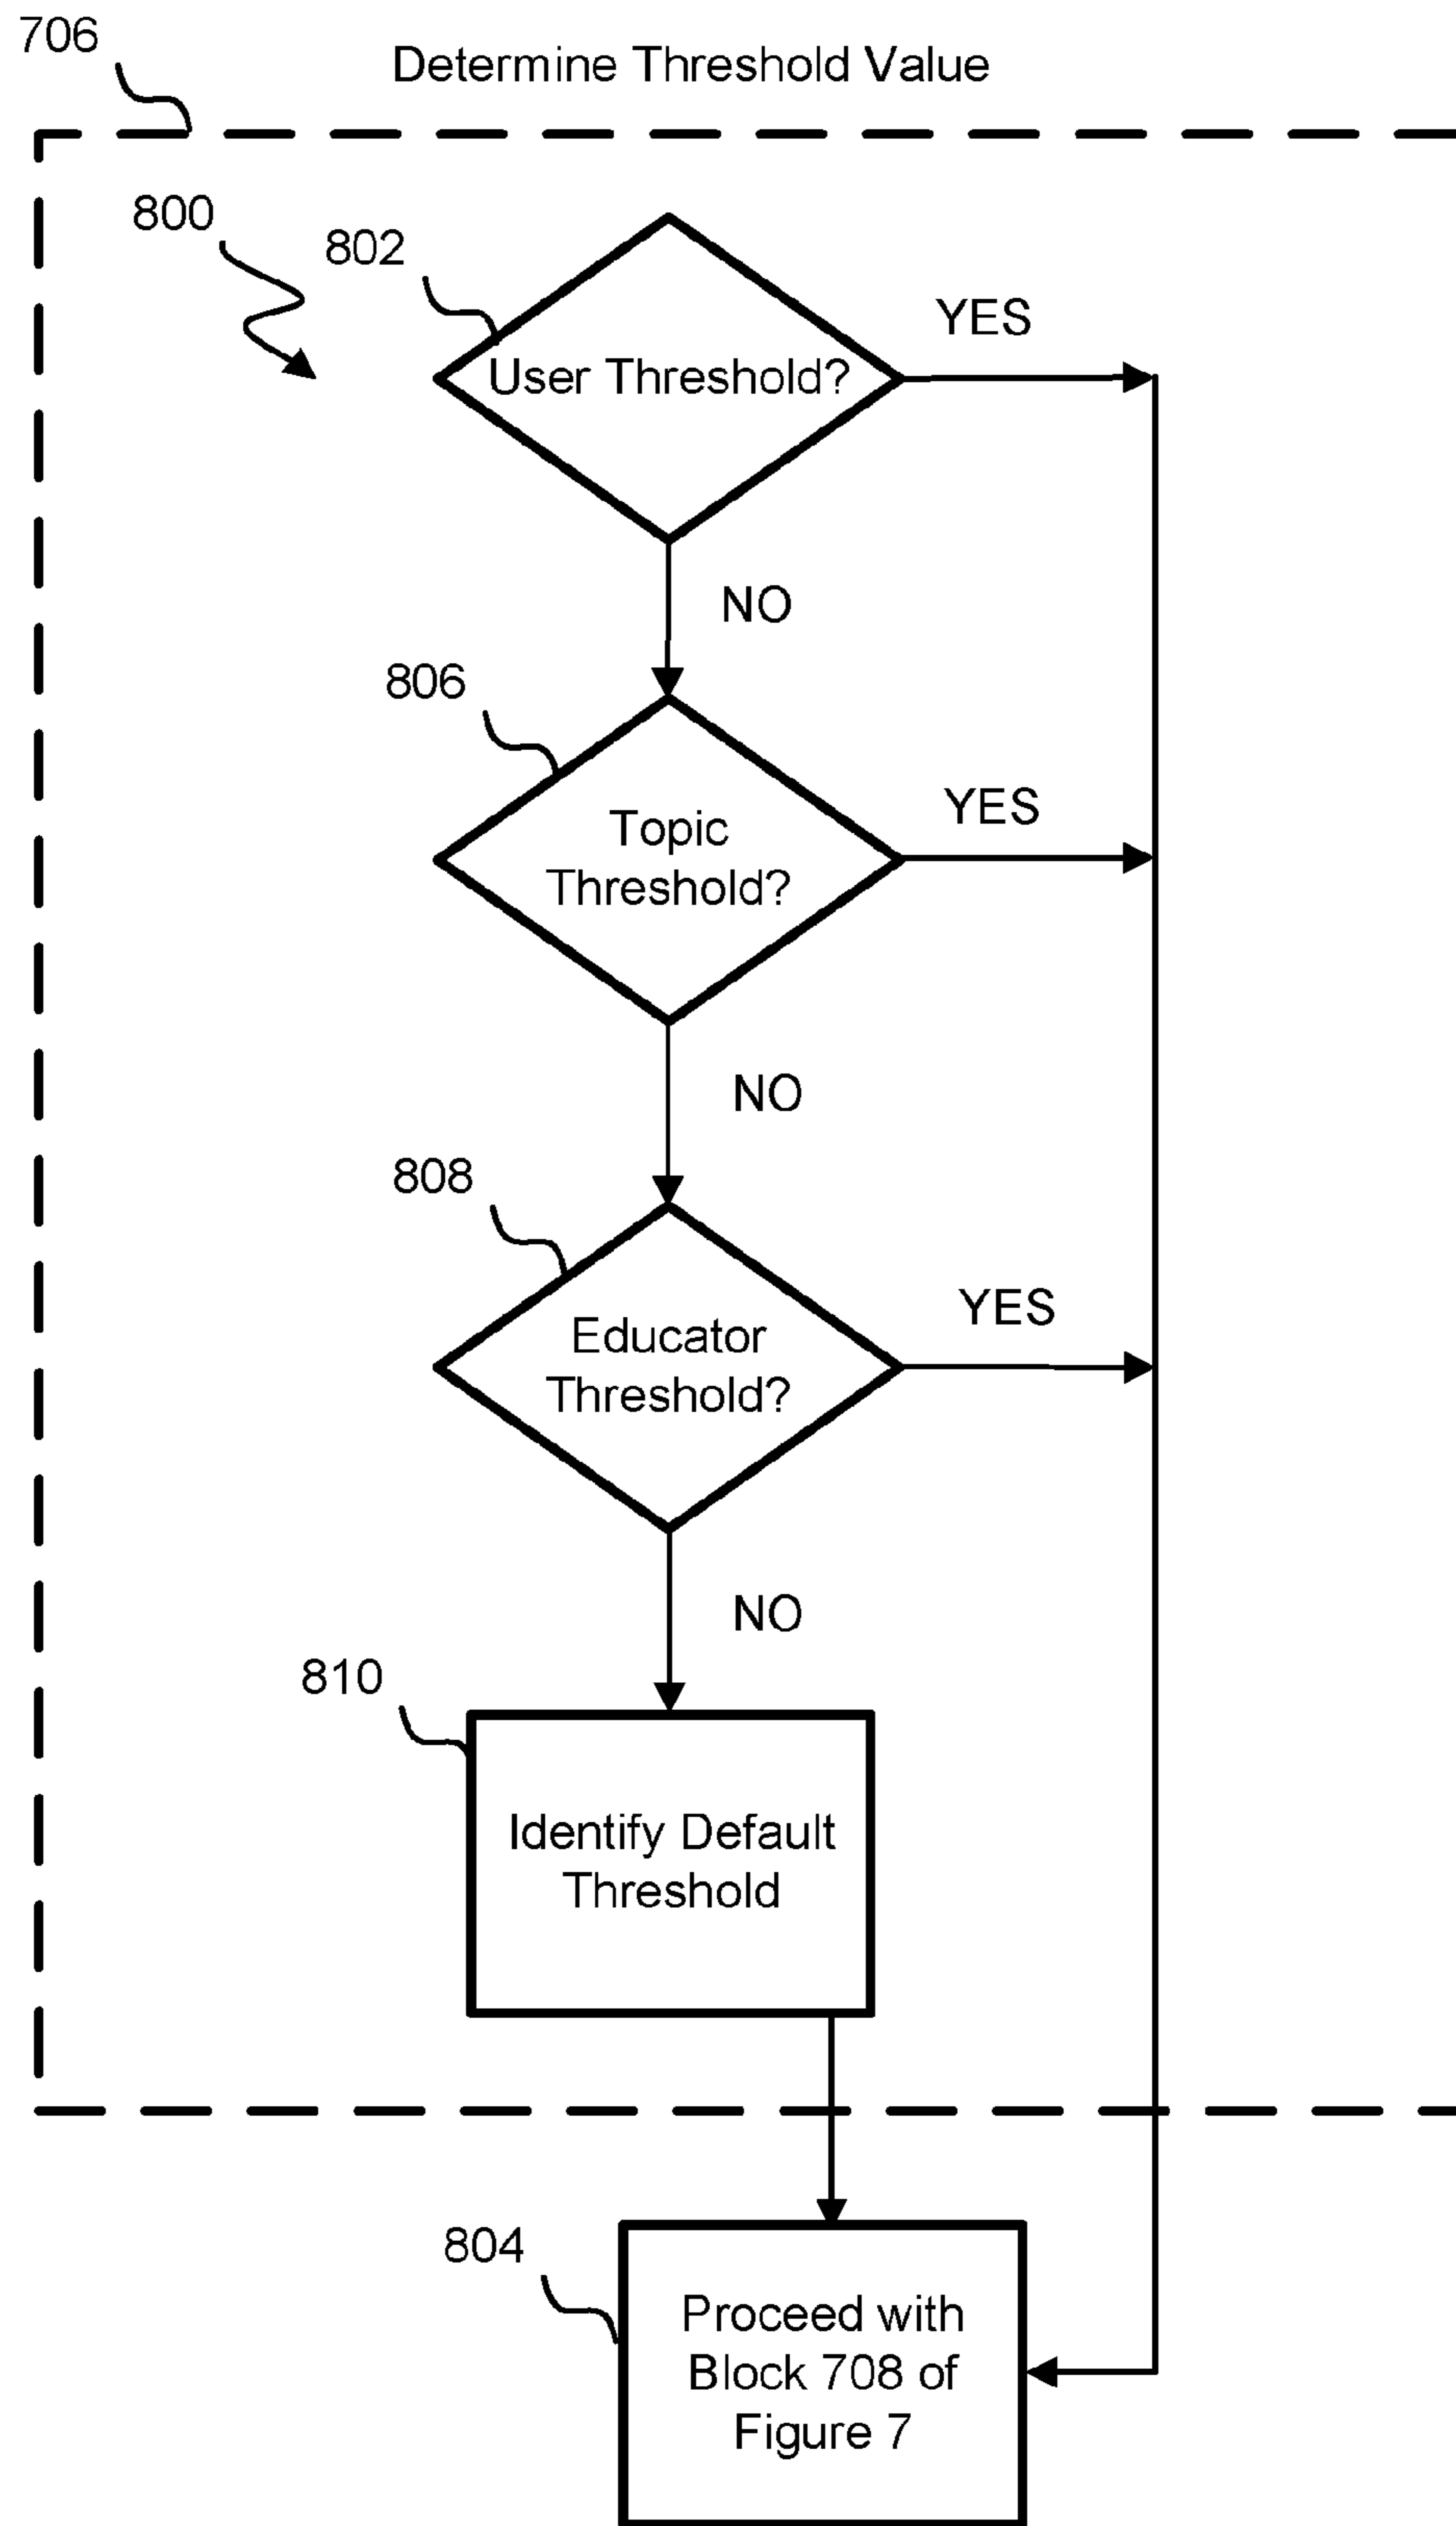 706
Determine Threshold Value
800
802
YES
User Threshold?
NO
806
YES
Topic
Threshold?
NO
808
YES
Educator
Threshold?
NO
810
Identify Default
Threshold
804
Proceed with
Block 708 of
Figure 7